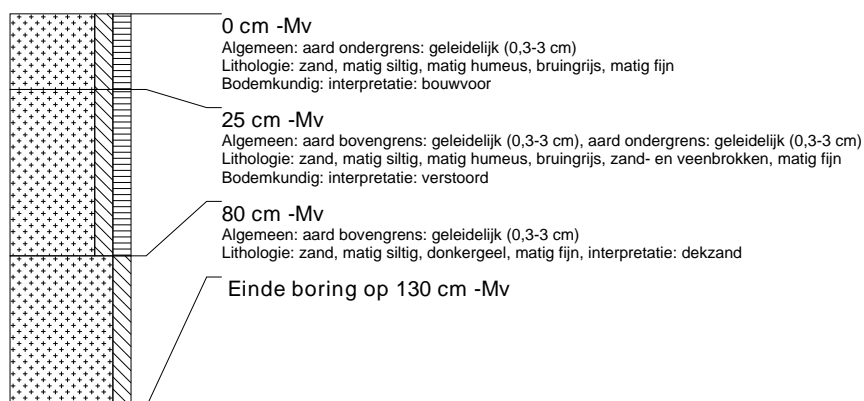 0 cm -Mv
Algemeen: aard ondergrens: geleidelijk (0,3-3 cm)
Lithologie: zand, matig siltig, matig humeus, bruingrijs, matig fijn
Bodemkundig: interpretatie: bouwvoor
25 cm -Mv
Algemeen: aard bovengrens: geleidelijk (0,3-3 cm), aard ondergrens: geleidelijk (0,3-3 cm)
Lithologie: zand, matig siltig, matig humeus, bruingrijs, zand- en veenbrokken, matig fijn
Bodemkundig: interpretatie: verstoord
80 cm -Mv
Algemeen: aard bovengrens: geleidelijk (0,3-3 cm)
Lithologie: zand, matig siltig, donkergeel, matig fijn, interpretatie: dekzand
Einde boring op 130 cm -Mv